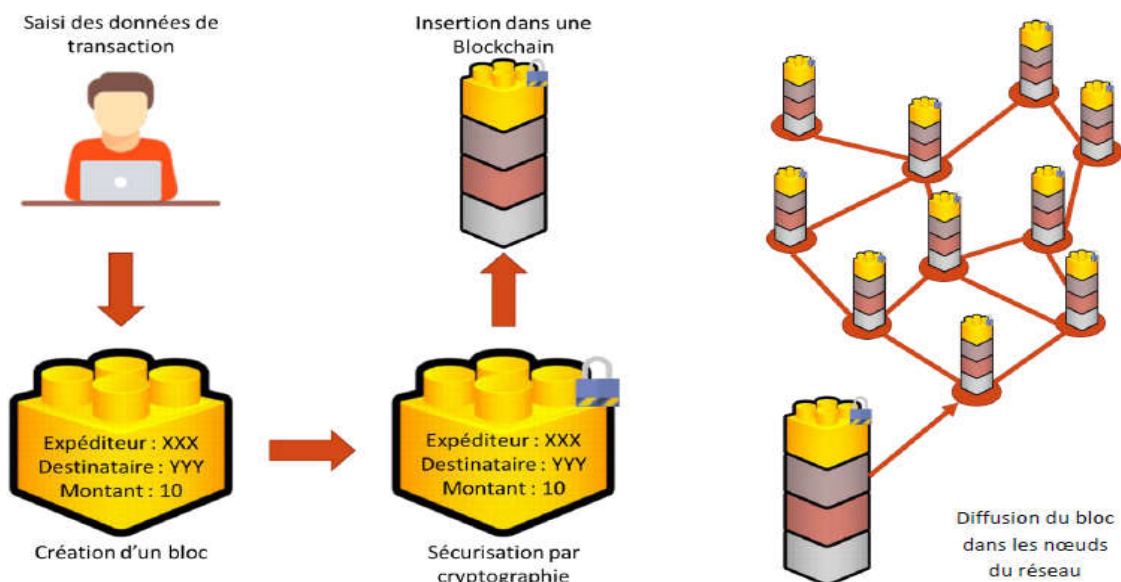 Saisi des données de
transaction
Insertion dans une
Blockchain
Expéditeur : XXX
Destinataire : YYY
Montant : 10
Création d'un bloc
Expéditeur : XXX
Destinataire : YYY
Montant : 10
Sécurisation par
cryptographie
Diffusion du bloc
dans les nœuds
du réseau